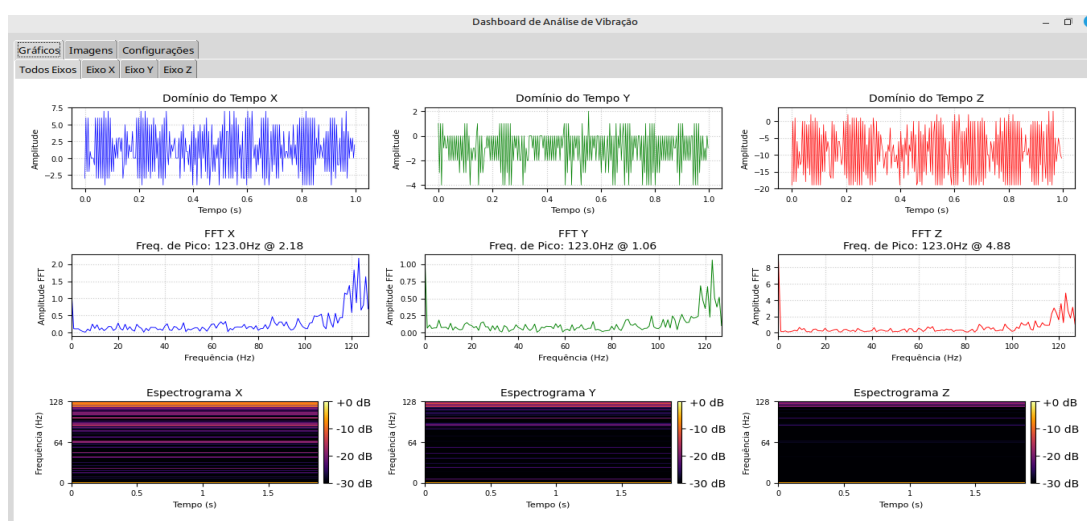 Dashboard de Análise de Vibração
Gráficos Imagens Configurações
Todos Eixos Eixo X Eixo Y Eixo Z
Domínio do Tempo X
Amplitude
7.5
5.0
2.5
0.0
−2.5
0.0 0.2 0.4 0.6 0.8 1.0
Tempo (s)
Domínio do Tempo Y
Amplitude
2
0
−2
−4
0.0 0.2 0.4 0.6 0.8 1.0
Tempo (s)
Domínio do Tempo Z
Amplitude
0
−5
−10
−15
−20
0.0 0.2 0.4 0.6 0.8 1.0
Tempo (s)
FFT X
Freq. de Pico: 123.0Hz @ 2.18
Amplitude FFT
2.0
1.5
1.0
0.5
0.0
0 20 40 60 80 100 120
Frequência (Hz)
FFT Y
Freq. de Pico: 123.0Hz @ 1.06
Amplitude FFT
1.00
0.75
0.50
0.25
0.00
0 20 40 60 80 100 120
Frequência (Hz)
FFT Z
Freq. de Pico: 123.0Hz @ 4.88
Amplitude FFT
8
6
4
2
0
0 20 40 60 80 100 120
Frequência (Hz)
Espectrograma X
Frequência (Hz)
128
64
0
0 0.5 1 1.5
Tempo (s)
+0 dB
-10 dB
-20 dB
-30 dB
Espectrograma Y
Frequência (Hz)
128
64
0
0 0.5 1 1.5
Tempo (s)
+0 dB
-10 dB
-20 dB
-30 dB
Espectrograma Z
Frequência (Hz)
128
64
0
0 0.5 1 1.5
Tempo (s)
+0 dB
-10 dB
-20 dB
-30 dB